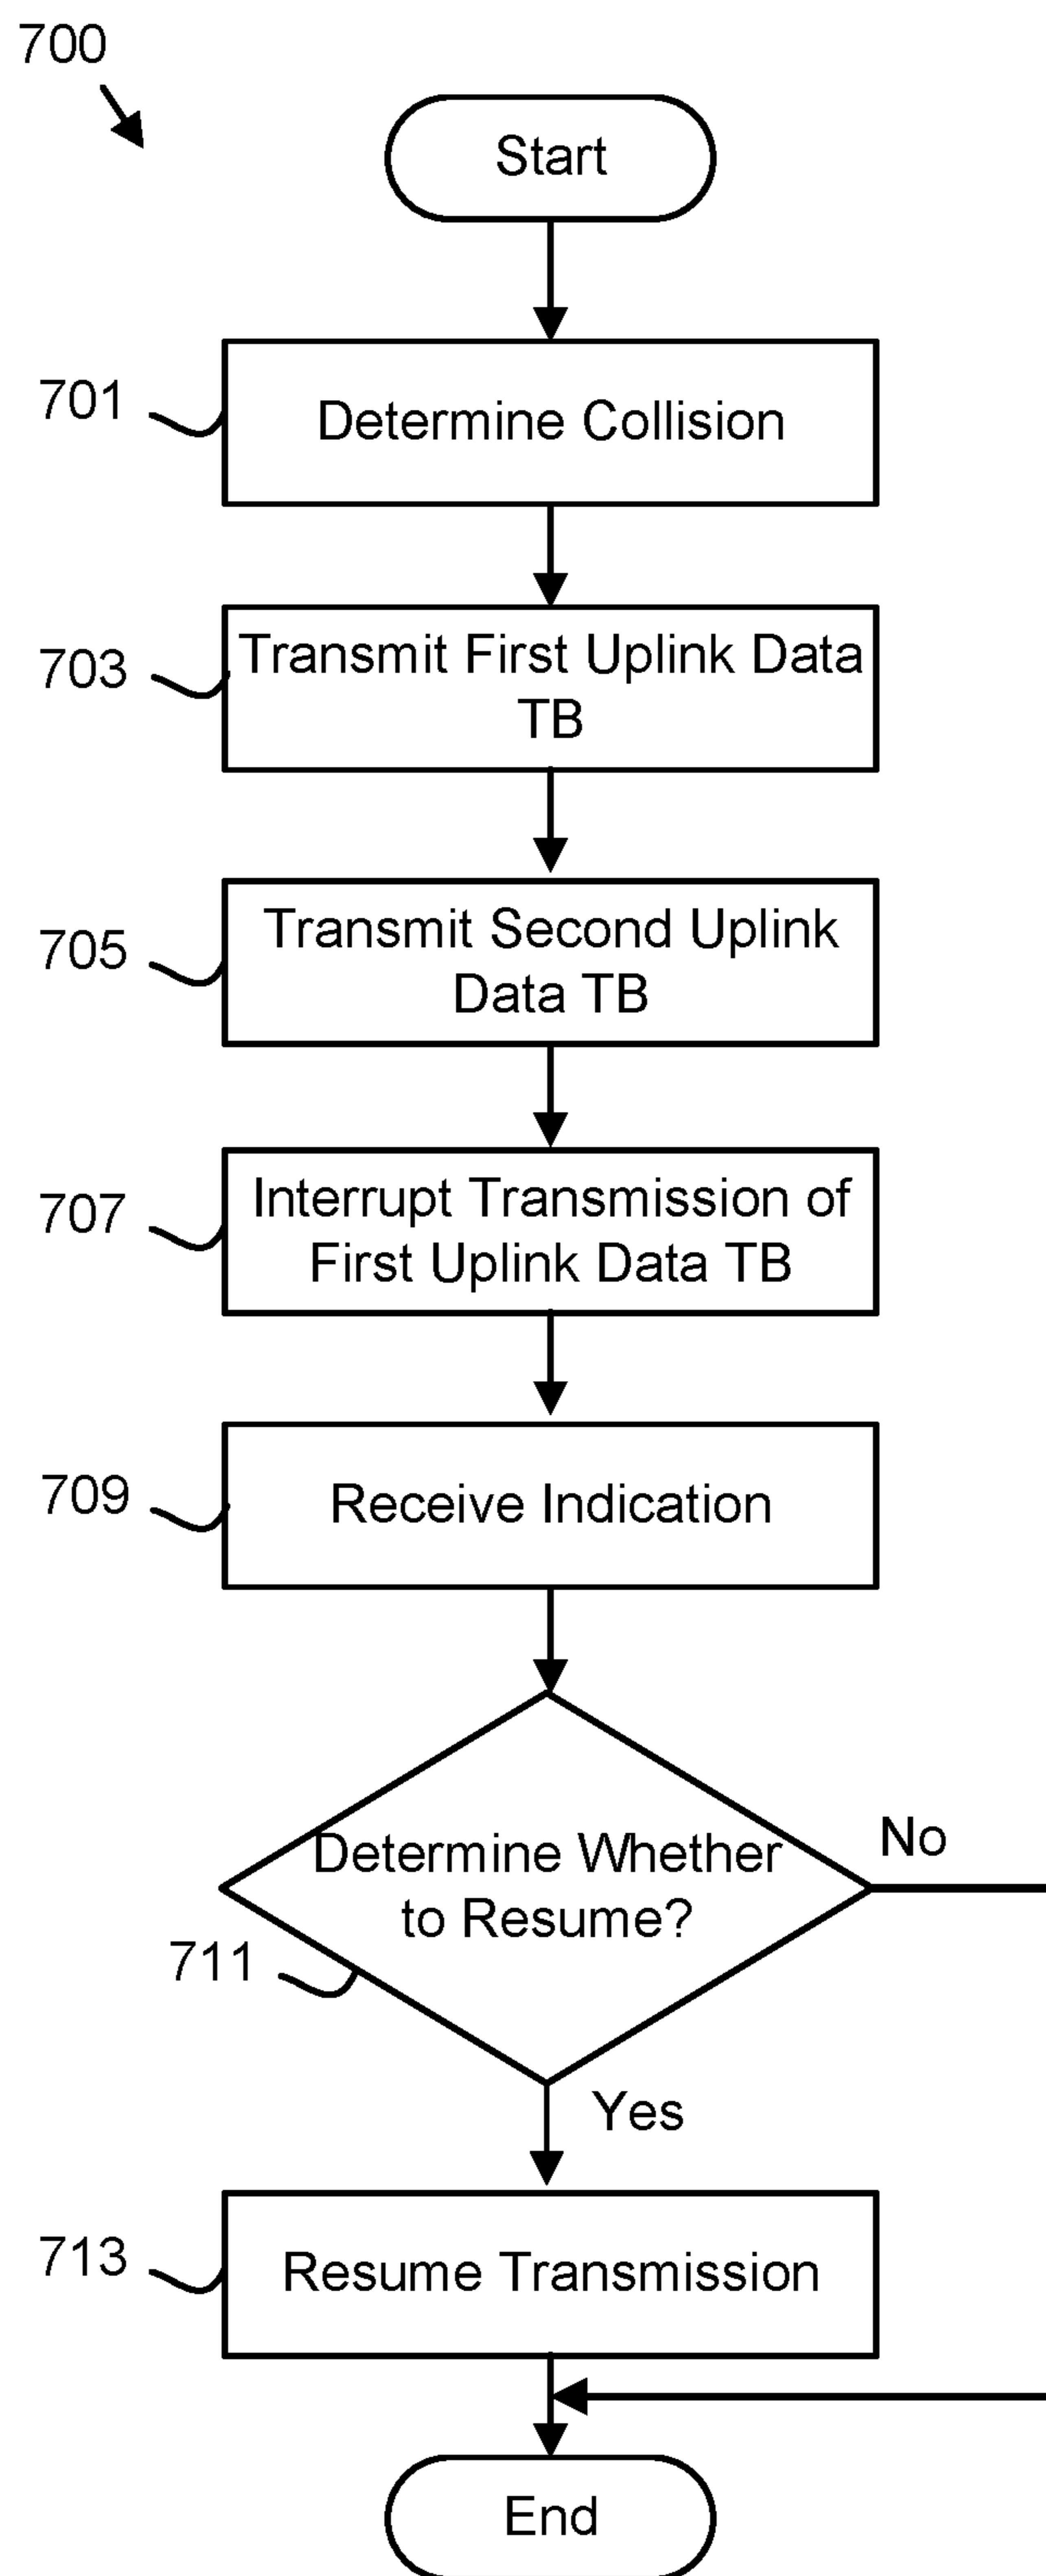 700
Start
701
Determine Collision
703
Transmit First Uplink Data
TB
705
Transmit Second Uplink
Data TB
707
Interrupt Transmission of
First Uplink Data TB
709
Receive Indication
No
Determine Whether
to Resume?
711
Yes
713
Resume Transmission
End